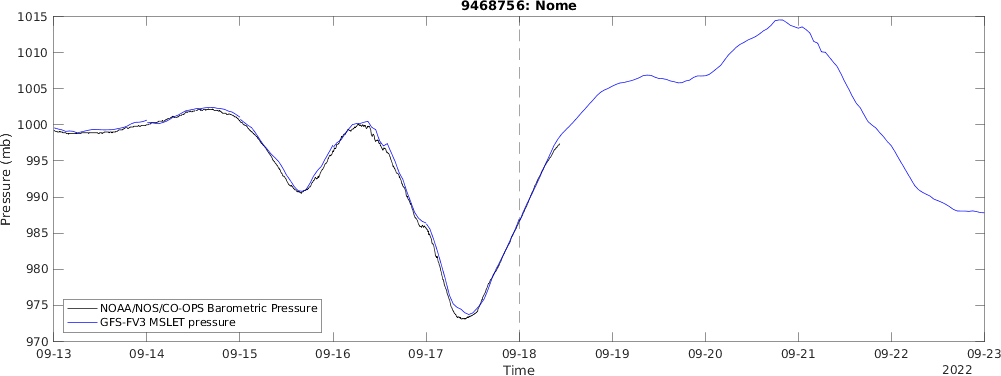 9468756: Nome
1015
1010
1005
1000
995
990
985
980
975
970
Pressure (mb)
NOAA/NOS/CO-OPS Barometric Pressure
GFS-FV3 MSLET pressure
09-13 09-14 09-15 09-16 09-17 09-18 09-19 09-20 09-21 09-22 09-23
Time
2022